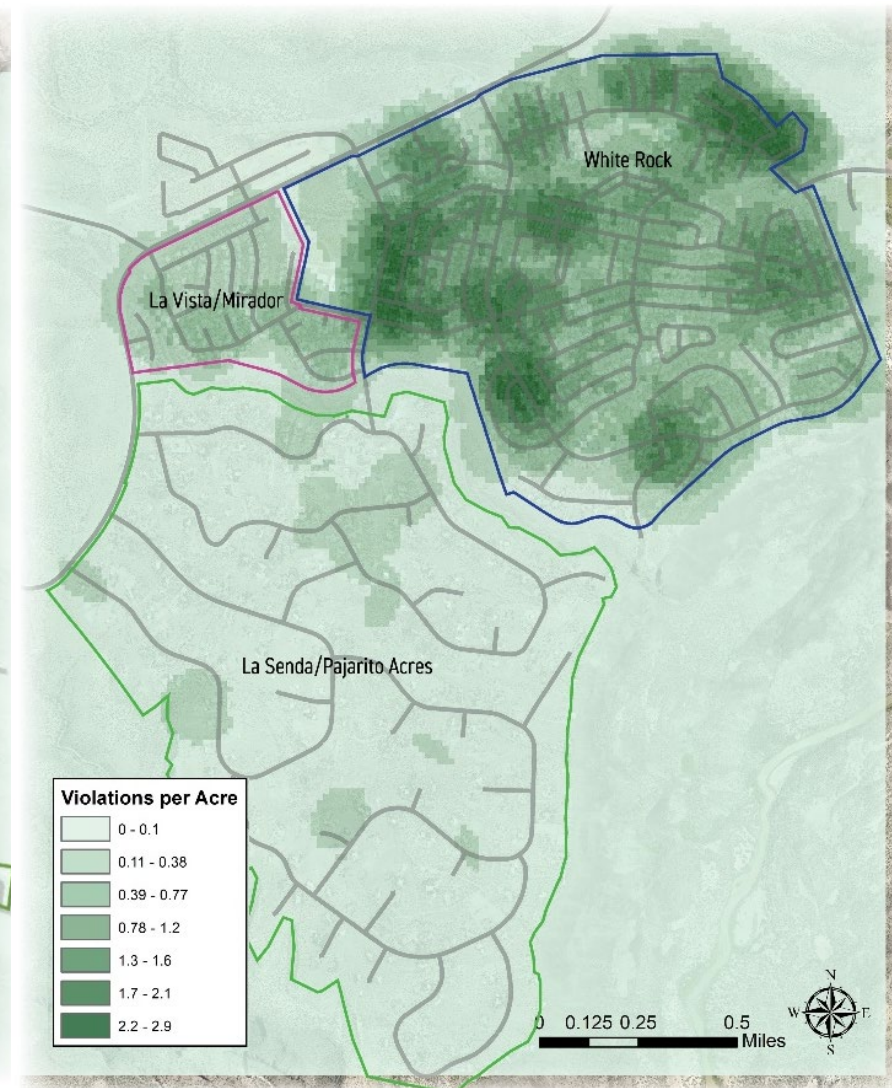 White Rock
La Vista/Mirador
La Senda/Pajarito Acres
Violations per Acre
0 - 0.1
0.11 - 0.38
0.39 - 0.77
0.78 - 1.2
1.3 - 1.6
1.7 - 2.1
2.2 - 2.9
N
W E
S
0 0.125 0.25 0.5
Miles